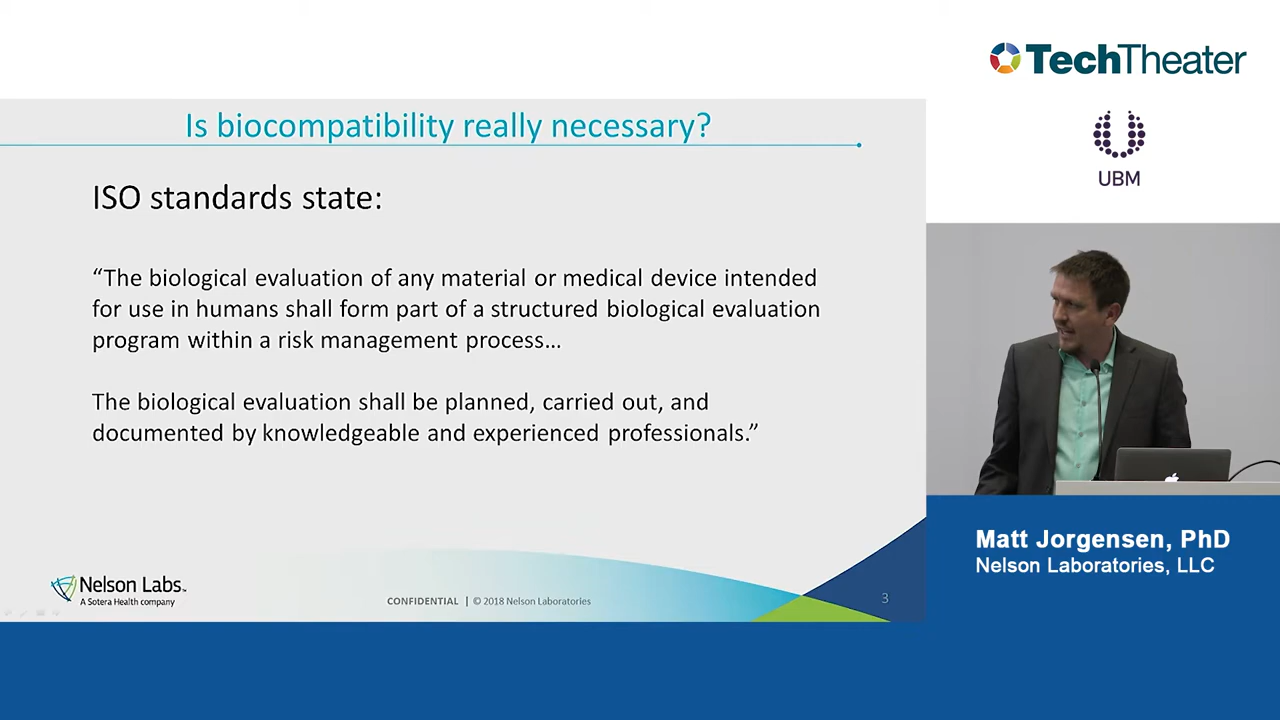 TechTheater
UBM
Is biocompatibility really necessary?
ISO standards state:
“The biological evaluation of any material or medical device intended
for use in humans shall form part of a structured biological evaluation
program within a risk management process…
The biological evaluation shall be planned, carried out, and
documented by knowledgeable and experienced professionals.”
Nelson Labs™
A Sotera Health company
CONFIDENTIAL | © 2018 Nelson Laboratories
3
Matt Jorgensen, PhD
Nelson Laboratories, LLC